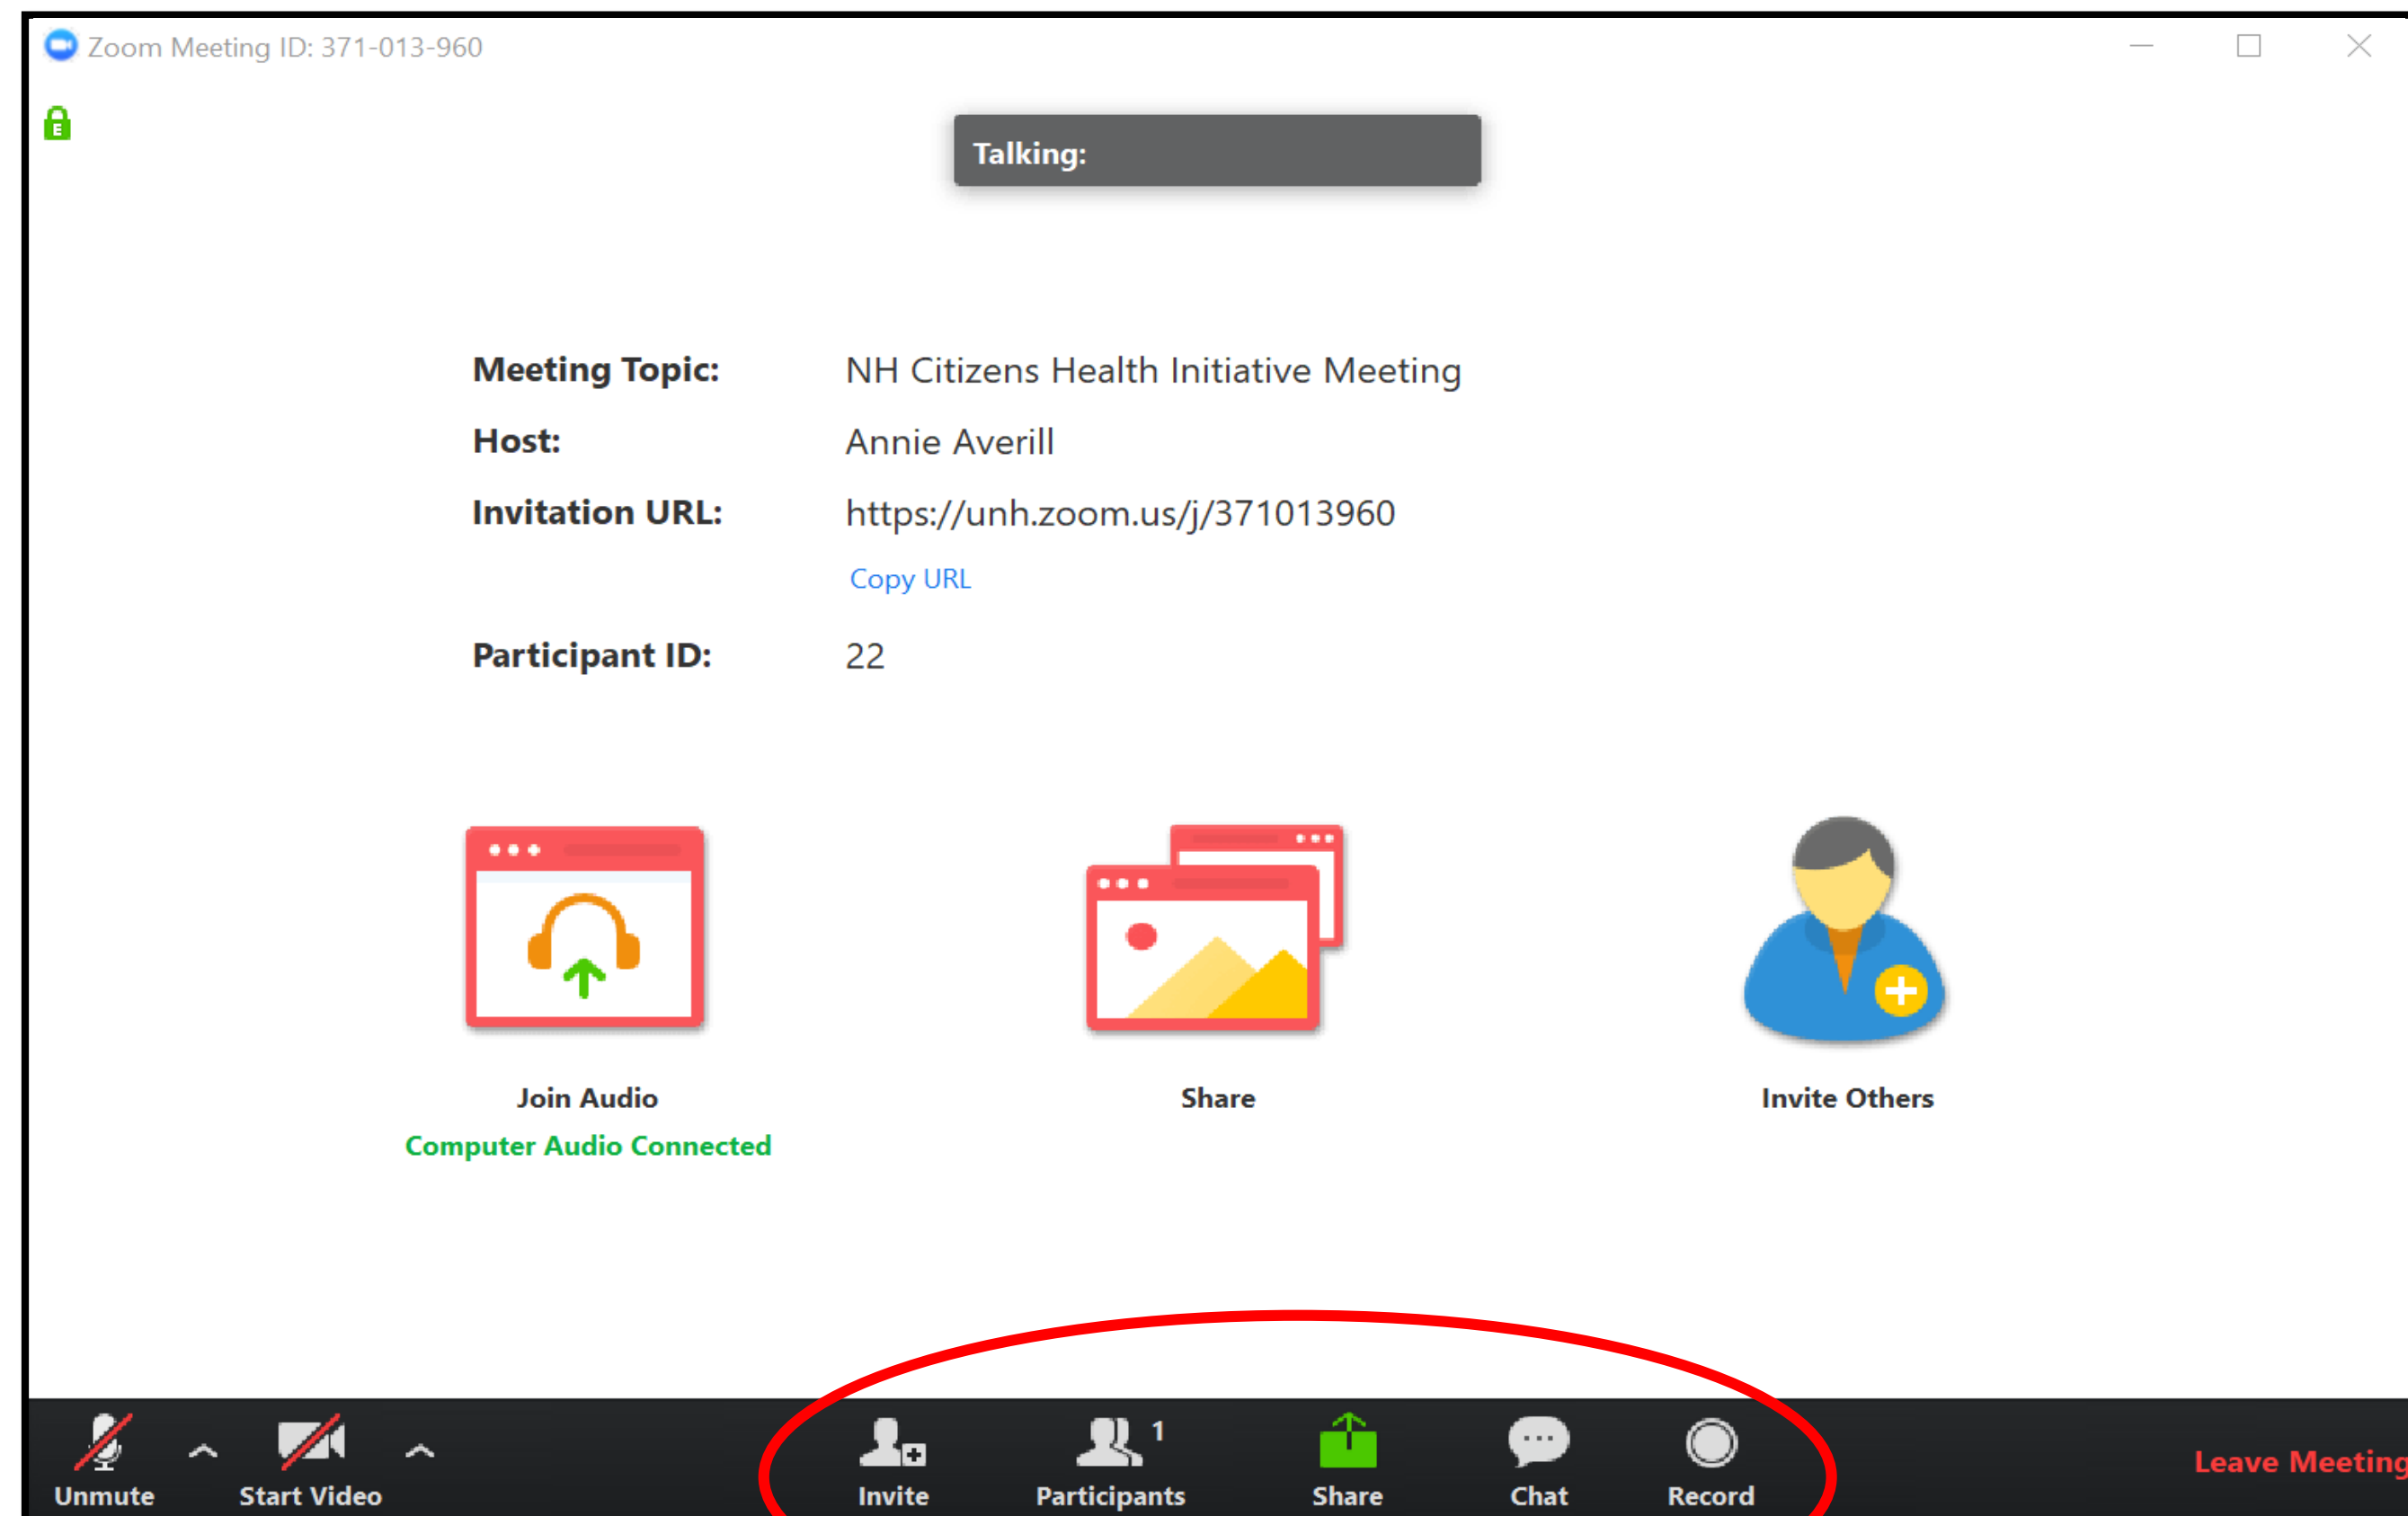 Zoom Meeting ID: 371-013-960
E
Talking:
Meeting Topic: NH Citizens Health Initiative Meeting
Host: Annie Averill
Invitation URL: https://unh.zoom.us/j/371013960
Copy URL
Participant ID: 22
Join Audio Share Invite Others
Computer Audio Connected
1
Unmute Start Video Invite Participants Share Chat Record Leave Meeting